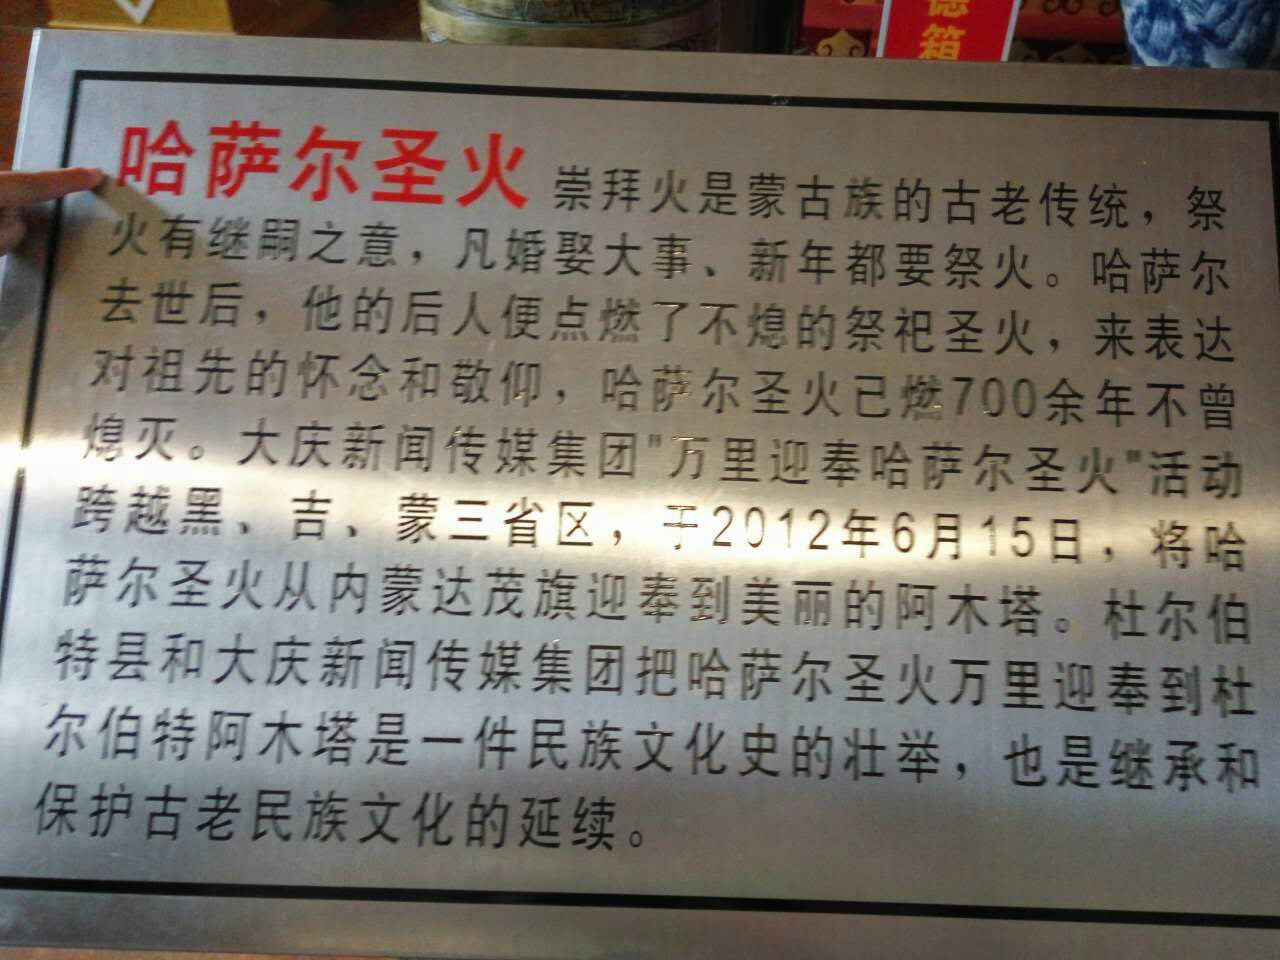 德箱
哈萨尔圣火 崇拜火是蒙古族的古老传统，祭
火有继嗣之意，凡婚娶大事、新年都要祭火。哈萨尔
去世后，他的后人便点燃了不熄的祭祀圣火，来表达
对祖先的怀念和敬仰，哈萨尔圣火已燃700余年不曾
熄灭。大庆新闻传媒集团"万里迎奉哈萨尔圣火"活动
跨越黑、吉、蒙三省区，于2012年6月15日，将哈
萨尔圣火从内蒙达茂旗迎奉到美丽的阿木塔。杜尔伯
特县和大庆新闻传媒集团把哈萨尔圣火万里迎奉到杜
尔伯特阿木塔是一件民族文化史的壮举，也是继承和
保护古老民族文化的延续。